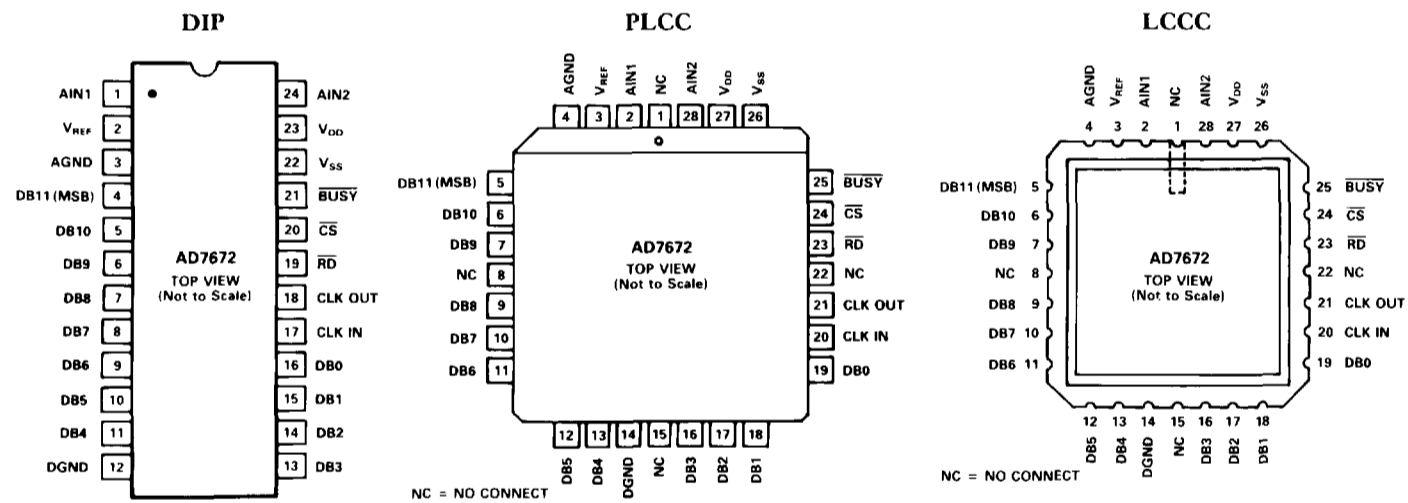 DIP
AIN1 1
VREF 2
AGND 3
DB11 (MSB) 4
DB10 5
DB9 6
DB8 7
DB7 8
DB6 9
DB5 10
DB4 11
DGND 12
24 AIN2
23 VDD
22 VSS
21 BUSY
20 CS
19 RD
18 CLK OUT
17 CLK IN
16 DB0
15 DB1
14 DB2
13 DB3
AD7672
TOP VIEW
(Not to Scale)
PLCC
AGND VREF AIN1 NC AIN2 VDD VSS
4 3 2 1 28 27 26
DB11 (MSB) 5
DB10 6
DB9 7
NC 8
DB8 9
DB7 10
DB6 11
AD7672
TOP VIEW
(Not to Scale)
25 BUSY
24 CS
23 RD
22 NC
21 CLK OUT
20 CLK IN
19 DB0
12 13 14 15 16 17 18
DB5 DB4 DGND NC DB3 DB2 DB1
NC = NO CONNECT
LCCC
AGND VREF AIN1 NC AIN2 VDD VSS
4 3 2 1 28 27 26
DB11 (MSB) 5
DB10 6
DB9 7
NC 8
DB8 9
DB7 10
DB6 11
AD7672
TOP VIEW
(Not to Scale)
25 BUSY
24 CS
23 RD
22 NC
21 CLK OUT
20 CLK IN
19 DB0
12 13 14 15 16 17 18
DB5 DB4 DGND NC DB3 DB2 DB1
NC = NO CONNECT